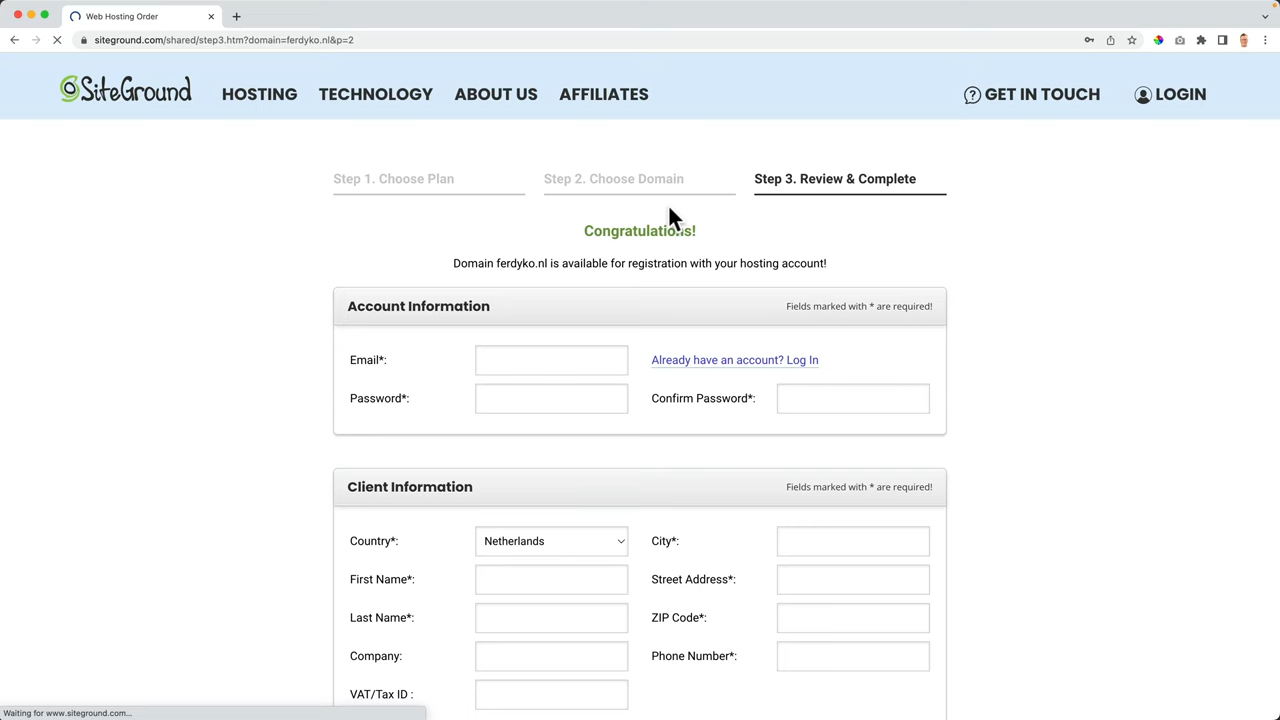 Web Hosting Order
siteground.com/shared/step3.htm?domain=ferdyko.nl&p=2
SiteGround
HOSTING
TECHNOLOGY
ABOUT US
AFFILIATES
GET IN TOUCH
LOGIN
Step 1. Choose Plan
Step 2. Choose Domain
Step 3. Review & Complete
Congratulations!
Domain ferdyko.nl is available for registration with your hosting account!
Account Information
Fields marked with * are required!
Email*:
Already have an account? Log In
Password*:
Confirm Password*:
Client Information
Fields marked with * are required!
Country*:
Netherlands
City*:
First Name*:
Street Address*:
Last Name*:
ZIP Code*:
Company:
Phone Number*:
VAT/Tax ID :
Waiting for www.siteground.com...